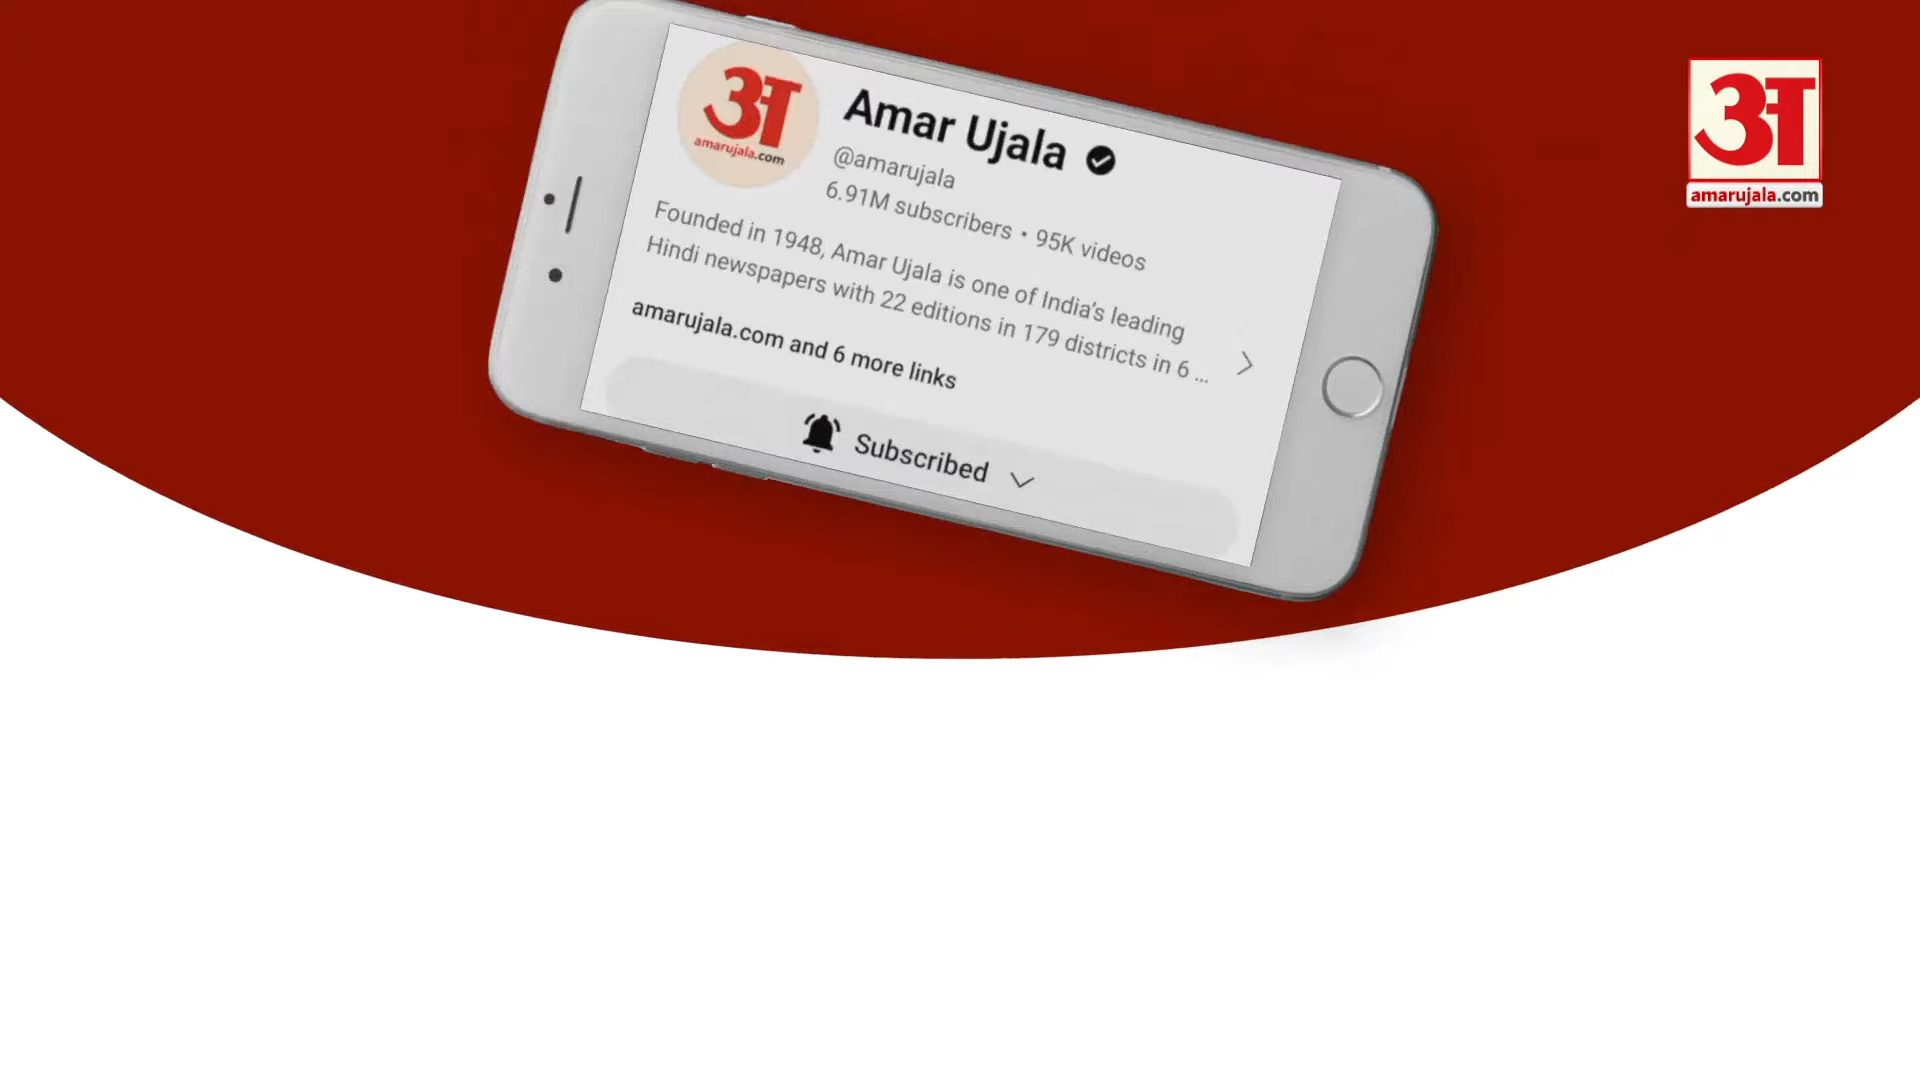 अ
amarujala.com
Amar Ujala
@amarujala
6.91M subscribers • 95K videos
Founded in 1948, Amar Ujala is one of India's leading
Hindi newspapers with 22 editions in 179 districts in 6 ...
amarujala.com and 6 more links
Subscribed
अ
amarujala.com